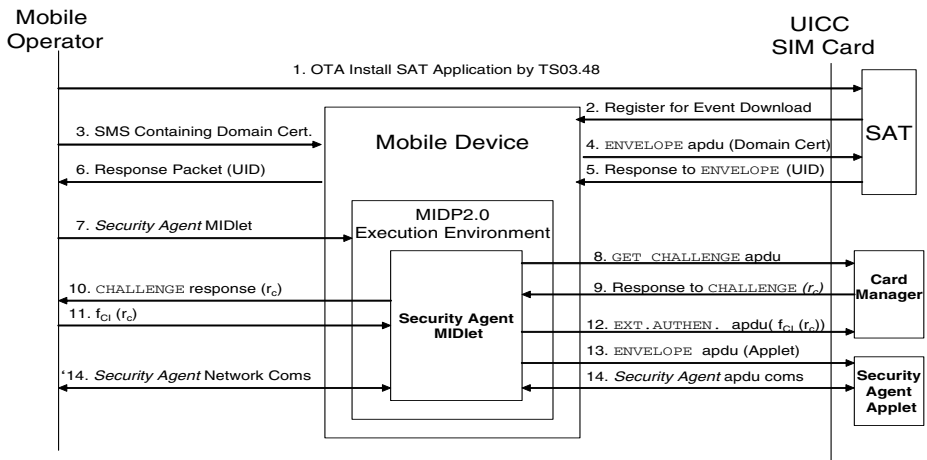 Mobile
Operator
UICC
SIM Card
1. OTA Install SAT Application by TS03.48
2. Register for Event Download
SAT
3. SMS Containing Domain Cert.
Mobile Device
4. ENVELOPE apdu (Domain Cert)
6. Response Packet (UID)
5. Response to ENVELOPE (UID)
7. Security Agent MIDlet
MIDP2.0
Execution Environment
8. GET CHALLENGE apdu
Card
Manager
10. CHALLENGE response (rc)
9. Response to CHALLENGE (rc)
11. fCI (rc)
Security Agent
MIDlet
12. EXT.AUTHEN. apdu( fCI (rc))
13. ENVELOPE apdu (Applet)
'14. Security Agent Network Coms
14. Security Agent apdu coms
Security
Agent
Applet